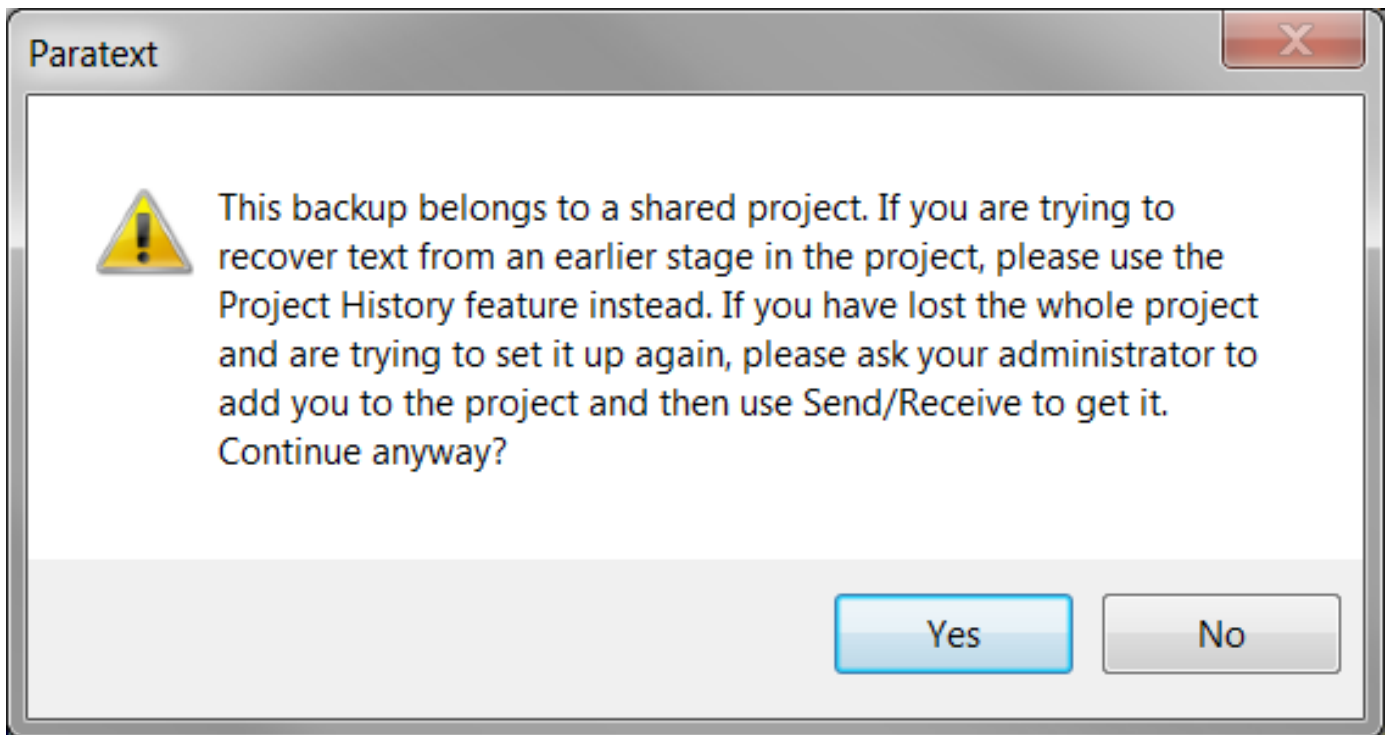 Paratext
This backup belongs to a shared project. If you are trying to
recover text from an earlier stage in the project, please use the
Project History feature instead. If you have lost the whole project
and are trying to set it up again, please ask your administrator to
add you to the project and then use Send/Receive to get it.
Continue anyway?
Yes
No